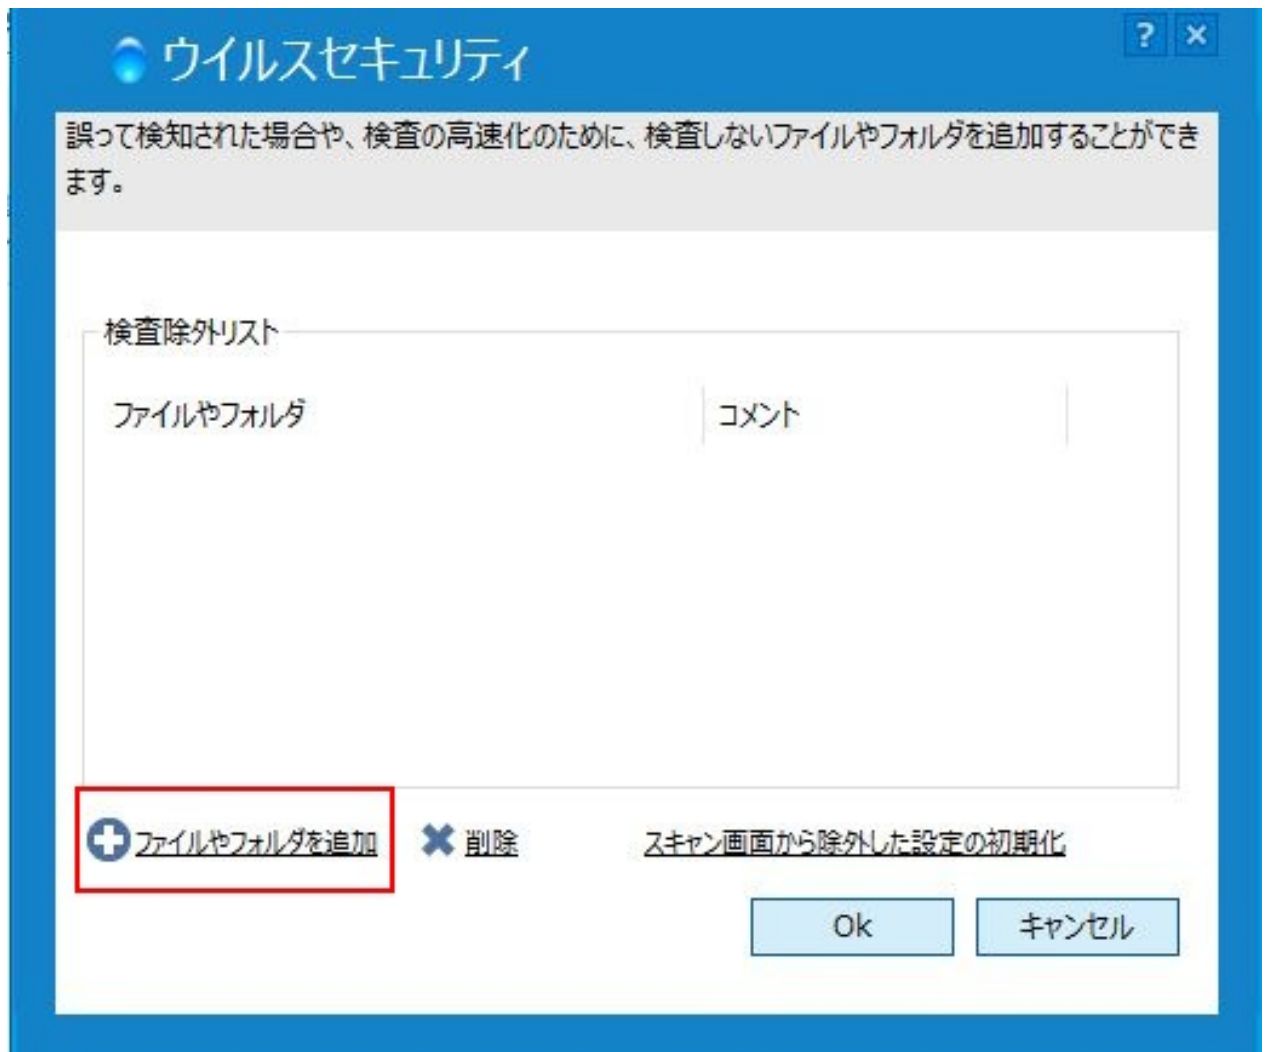 ウイルスセキュリティ
? ×
誤って検知された場合や、検査の高速化のために、検査しないファイルやフォルダを追加することができ
ます。
検査除外リスト
ファイルやフォルダ コメント
ファイルやフォルダを追加 削除 スキャン画面から除外した設定の初期化
Ok キャンセル